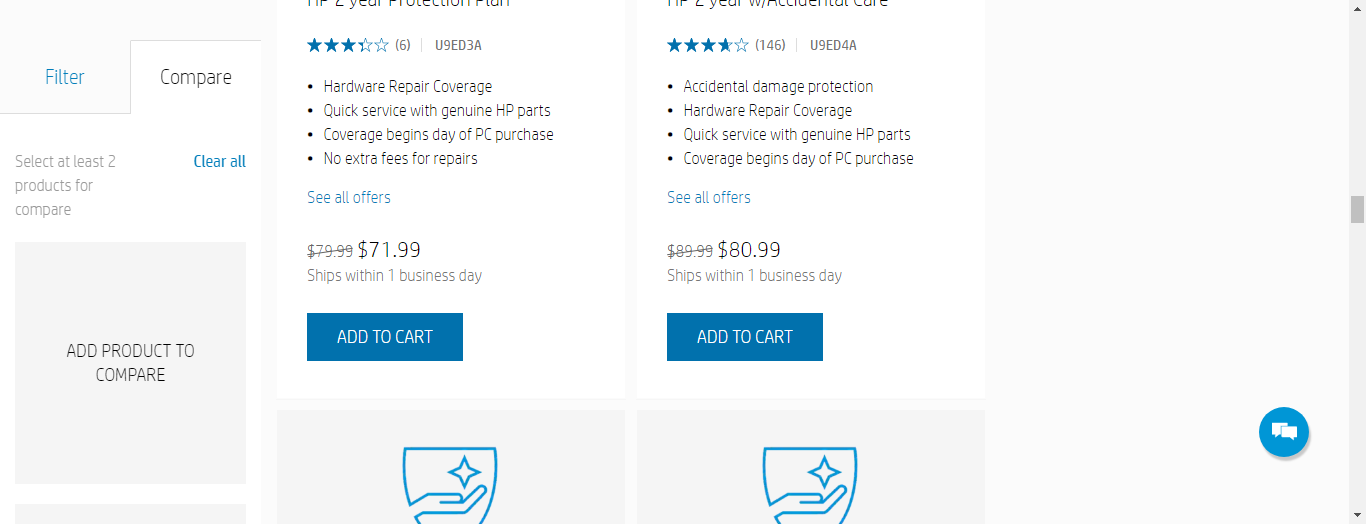 HP 2 year Protection Plan
HP 2 year w/Accidental Care
(6) U9ED3A
(146) U9ED4A
Filter
Compare
Hardware Repair Coverage
Quick service with genuine HP parts
Coverage begins day of PC purchase
No extra fees for repairs
Accidental damage protection
Hardware Repair Coverage
Quick service with genuine HP parts
Coverage begins day of PC purchase
Select at least 2
products for
compare
Clear all
See all offers
See all offers
$79.99 $71.99
Ships within 1 business day
$89.99 $80.99
Ships within 1 business day
ADD TO CART
ADD TO CART
ADD PRODUCT TO
COMPARE